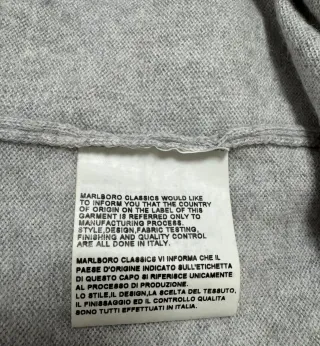 MARLBORO CLASSICS WOULD LIKE
TO INFORM YOU THAT THE COUNTRY
OF ORIGIN ON THE LABEL OF THIS
GARMENT IS REFERRED ONLY TO
MANUFACTURING PROCESS.
STYLE,DESIGN,FABRIC TESTING,
FINISHING AND QUALITY CONTROL
ARE ALL DONE IN ITALY.
MARLBORO CLASSICS VI INFORMA CHE IL
PAESE D'ORIGINE INDICATO SULL'ETICHETTA
DI QUESTO CAPO SI RIFERISCE UNICAMENTE
AL PROCESSO DI PRODUZIONE.
LO STILE,IL DESIGN,LA SCELTA DEL TESSUTO,
IL FINISSAGGIO ED IL CONTROLLO QUALITA
SONO TUTTI EFFETTUATI IN ITALIA.